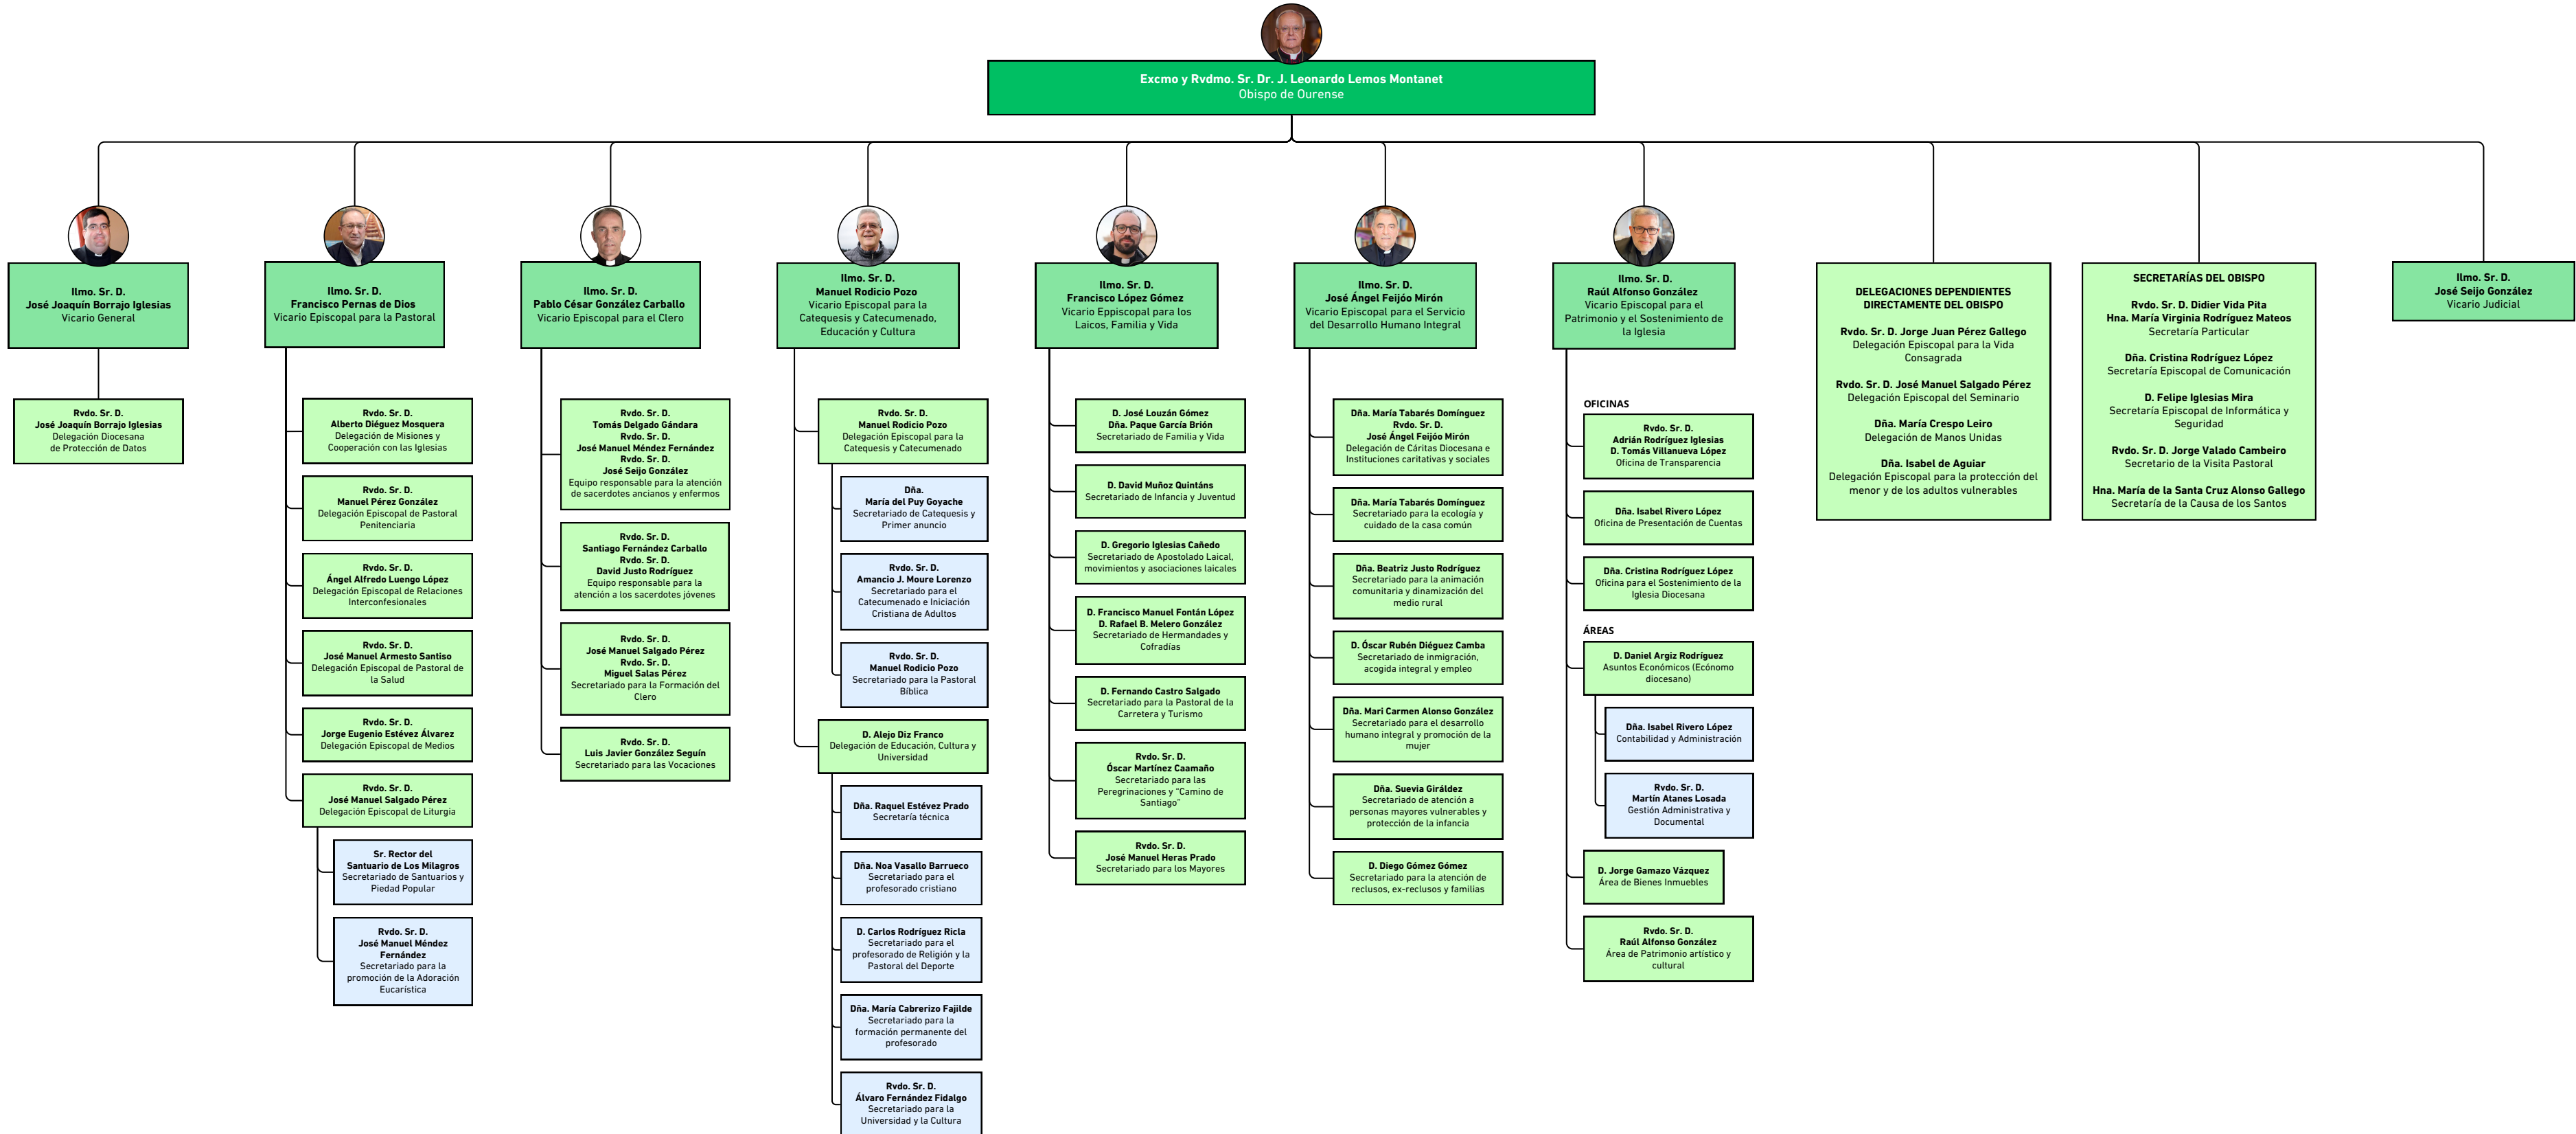 Excmo y Rvdmo. Sr. Dr. J. Leonardo Lemos Montanet
Obispo de Ourense
Ilmo. Sr. D.
José Joaquín Borrajo Iglesias
Vicario General
Rvdo. Sr. D.
José Joaquín Borrajo Iglesias
Delegación Diocesana
de Protección de Datos
Ilmo. Sr. D.
Francisco Pernas de Dios
Vicario Episcopal para la Pastoral
Rvdo. Sr. D.
Alberto Diéguez Mosquera
Delegación de Misiones y
Cooperación con las Iglesias
Rvdo. Sr. D.
Manuel Pérez González
Delegación Episcopal de Pastoral
Penitenciaria
Rvdo. Sr. D.
Ángel Alfredo Luengo López
Delegación Episcopal de Relaciones
Interconfesionales
Rvdo. Sr. D.
José Manuel Armesto Santiso
Delegación Episcopal de Pastoral de
la Salud
Rvdo. Sr. D.
Jorge Eugenio Estévez Álvarez
Delegación Episcopal de Medios
Rvdo. Sr. D.
José Manuel Salgado Pérez
Delegación Episcopal de Liturgia
Sr. Rector del
Santuario de Los Milagros
Secretariado de Santuarios y
Piedad Popular
Rvdo. Sr. D.
José Manuel Méndez
Fernández
Secretariado para la
promoción de la Adoración
Eucarística
Ilmo. Sr. D.
Pablo César González Carballo
Vicario Episcopal para el Clero
Rvdo. Sr. D.
Tomás Delgado Gándara
Rvdo. Sr. D.
José Manuel Méndez Fernández
Rvdo. Sr. D.
José Seijo González
Equipo responsable para la atención
de sacerdotes ancianos y enfermos
Rvdo. Sr. D.
Santiago Fernández Carballo
Rvdo. Sr. D.
David Justo Rodríguez
Equipo responsable para la
atención a los sacerdotes jóvenes
Rvdo. Sr. D.
José Manuel Salgado Pérez
Rvdo. Sr. D.
Miguel Salas Pérez
Secretariado para la Formación del
Clero
Rvdo. Sr. D.
Luis Javier González Seguín
Secretariado para las Vocaciones
Ilmo. Sr. D.
Manuel Rodicio Pozo
Vicario Episcopal para la
Catequesis y Catecumenado,
Educación y Cultura
Rvdo. Sr. D.
Manuel Rodicio Pozo
Delegación Episcopal para la
Catequesis y Catecumenado
Dña.
María del Puy Goyache
Secretariado de Catequesis y
Primer anuncio
Rvdo. Sr. D.
Amancio J. Moure Lorenzo
Secretariado para el
Catecumenado e Iniciación
Cristiana de Adultos
Rvdo. Sr. D.
Manuel Rodicio Pozo
Secretariado para la Pastoral
Bíblica
D. Alejo Diz Franco
Delegación de Educación, Cultura y
Universidad
Dña. Raquel Estévez Prado
Secretaría técnica
Dña. Noa Vasallo Barrueco
Secretariado para el
profesorado cristiano
D. Carlos Rodríguez Ricla
Secretariado para el
profesorado de Religión y la
Pastoral del Deporte
Dña. María Cabrerizo Fajilde
Secretariado para la
formación permanente del
profesorado
Rvdo. Sr. D.
Álvaro Fernández Fidalgo
Secretariado para la
Universidad y la Cultura
Ilmo. Sr. D.
Francisco López Gómez
Vicario Eppiscopal para los
Laicos, Familia y Vida
D. José Louzán Gómez
Dña. Paque García Brión
Secretariado de Familia y Vida
D. David Muñoz Quintáns
Secretariado de Infancia y Juventud
D. Gregorio Iglesias Cañedo
Secretariado de Apostolado Laical,
movimientos y asociaciones laicales
D. Francisco Manuel Fontán López
D. Rafael B. Melero González
Secretariado de Hermandades y
Cofradías
D. Fernando Castro Salgado
Secretariado para la Pastoral de la
Carretera y Turismo
Rvdo. Sr. D.
Óscar Martínez Caamaño
Secretariado para las
Peregrinaciones y “Camino de
Santiago”
Rvdo. Sr. D.
José Manuel Heras Prado
Secretariado para los Mayores
Ilmo. Sr. D.
José Ángel Feijóo Mirón
Vicario Episcopal para el Servicio
del Desarrollo Humano Integral
Dña. María Tabarés Domínguez
Rvdo. Sr. D.
José Ángel Feijóo Mirón
Delegación de Cáritas Diocesana e
Instituciones caritativas y sociales
Dña. María Tabarés Domínguez
Secretariado para la ecología y
cuidado de la casa común
Dña. Beatriz Justo Rodríguez
Secretariado para la animación
comunitaria y dinamización del
medio rural
D. Óscar Rubén Diéguez Camba
Secretariado de inmigración,
acogida integral y empleo
Dña. Mari Carmen Alonso González
Secretariado para el desarrollo
humano integral y promoción de la
mujer
Dña. Suevia Giráldez
Secretariado de atención a
personas mayores vulnerables y
protección de la infancia
D. Diego Gómez Gómez
Secretariado para la atención de
reclusos, ex-reclusos y familias
Ilmo. Sr. D.
Raúl Alfonso González
Vicario Episcopal para el
Patrimonio y el Sostenimiento de
la Iglesia
OFICINAS
Rvdo. Sr. D.
Adrián Rodríguez Iglesias
D. Tomás Villanueva López
Oficina de Transparencia
Dña. Isabel Rivero López
Oficina de Presentación de Cuentas
Dña. Cristina Rodríguez López
Oficina para el Sostenimiento de la
Iglesia Diocesana
ÁREAS
D. Daniel Argiz Rodríguez
Asuntos Económicos (Ecónomo
diocesano)
Dña. Isabel Rivero López
Contabilidad y Administración
Rvdo. Sr. D.
Martín Atanes Losada
Gestión Administrativa y
Documental
D. Jorge Gamazo Vázquez
Área de Bienes Inmuebles
Rvdo. Sr. D.
Raúl Alfonso González
Área de Patrimonio artístico y
cultural
DELEGACIONES DEPENDIENTES
DIRECTAMENTE DEL OBISPO
Rvdo. Sr. D. Jorge Juan Pérez Gallego
Delegación Episcopal para la Vida
Consagrada
Rvdo. Sr. D. José Manuel Salgado Pérez
Delegación Episcopal del Seminario
Dña. María Crespo Leiro
Delegación de Manos Unidas
Dña. Isabel de Aguiar
Delegación Episcopal para la protección del
menor y de los adultos vulnerables
SECRETARÍAS DEL OBISPO
Rvdo. Sr. D. Didier Vida Pita
Hna. María Virginia Rodríguez Mateos
Secretaría Particular
Dña. Cristina Rodríguez López
Secretaría Episcopal de Comunicación
D. Felipe Iglesias Mira
Secretaría Episcopal de Informática y
Seguridad
Rvdo. Sr. D. Jorge Valado Cambeiro
Secretario de la Visita Pastoral
Hna. María de la Santa Cruz Alonso Gallego
Secretaría de la Causa de los Santos
Ilmo. Sr. D.
José Seijo González
Vicario Judicial